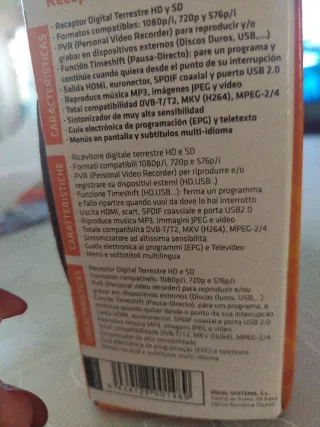 CARACTERÍSTICAS
- Receptor Digital Terrestre HD y SD
- Formatos compatibles: 1080p/i, 720p y 576p/i
- PVR (Personal Video Recorder) para reproducir y/o
grabar en dispositivos externos (Discos Duros, USB,...)
- Función Timeshift (Pausa-Directo): pare un programa y
continúe cuando quiera desde el punto de su interrupción
- Salida HDMI, euronector, SPDIF coaxial y puerto USB 2.0
- Reproduce música MP3, imágenes JPEG y vídeo
- Total compatibilidad DVB-T/T2, MKV (H264), MPEG-2/4
- Sintonizador de muy alta sensibilidad
- Guía electrónica de programación (EPG) y teletexto
- Menús en pantalla y subtítulos multi-idioma
CARATTERISTICHE
- Ricevitore digitale terrestre HD e SD
- Formati compatibili 1080p/i, 720p e 576p/i
- PVR (Personal Video Recorder) per riprodurre e/o
registrare su dispositivi esterni (HD,USB..)
- Funzione Timeshift (HD,USB...): ferma un programma
e fallo ripartire quando vuoi da dove lo hai interrotto
- Uscita HDMI, scart, SPDIF coassiale e porta USB2.0
- Riproduce musica MP3, immagini JPEG y video
- Totale compatibilità DVB-T/T2, MKV (H264), MPEG-2/4
- Sintonizzatore ad altissima sensibilità
- Guida elettronica ai programmi (EPG) e Televideo
- Menù e sottotitoli multilingua
- Receptor Digital Terrestre HD y SD
- Formatos compatíveis: 1080p/i, 720p e 576p/i
- PVR (Personal Video Recorder) para reproduzir e/ou
gravar em dispositivos externos (Discos Duros, USB,...)
- Função Timeshift (Pausa-Directo): para um programa, e
continue quando quiser desde o ponto da sua interrupção
- Saída HDMI, euronector, SPDIF coaxial e porta USB 2.0
- Reproduz música MP3, imagens JPEG e vídeo
- Total compatibilidade DVB-T/T2, MKV (H264), MPEG-2/4
- Sintonizador de alta sensibilidade
- Guia electrónica de programação (EPG) e teletexto
- Menus no ecrã e subtítulos multi-idioma
ENGEL SYSTEMS, S.L.